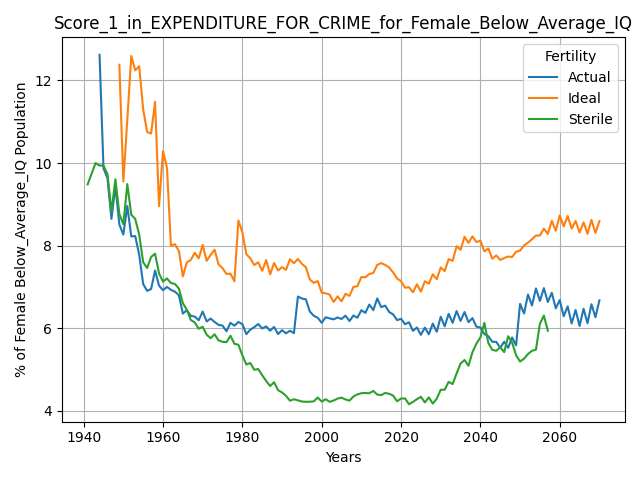 Score_1_in_EXPENDITURE_FOR_CRIME_for_Female_Below_Average_IQ
Fertility
Actual
Ideal
Sterile
% of Female Below_Average_IQ Population
12
10
8
6
4
1940 1960 1980 2000 2020 2040 2060
Years